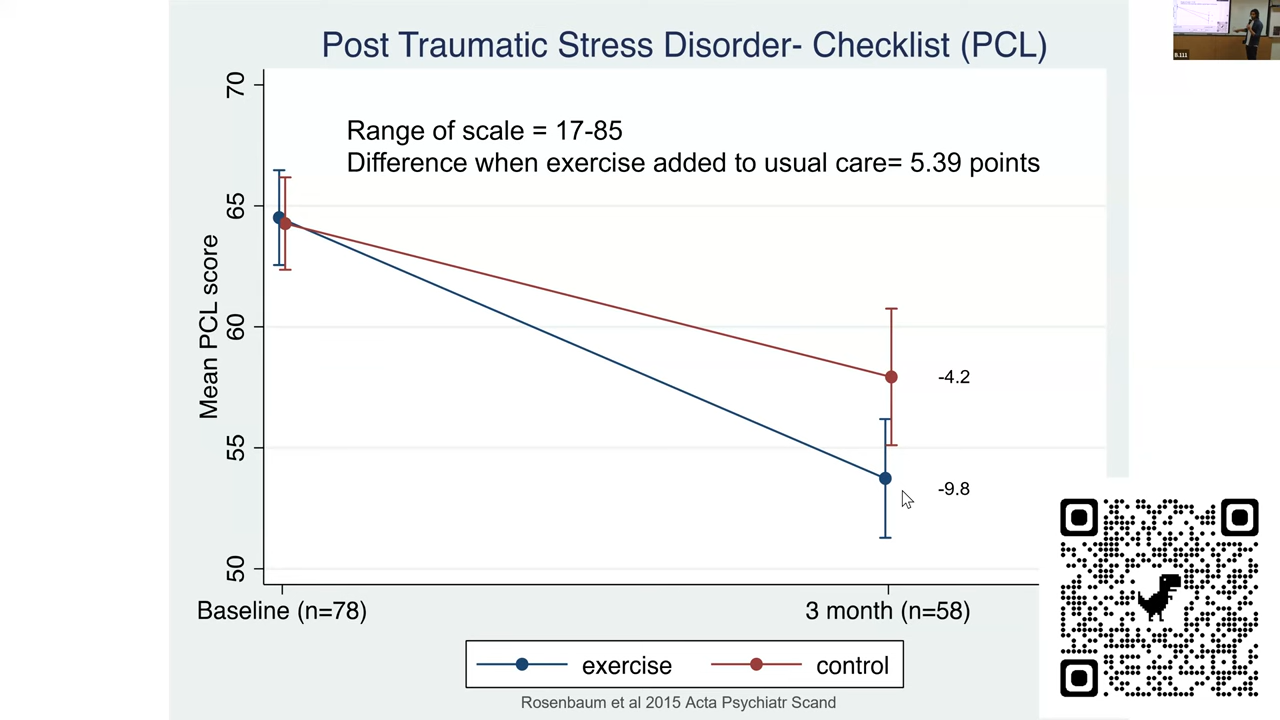 Post Traumatic Stress Disorder- Checklist (PCL)
Range of scale = 17-85
Difference when exercise added to usual care= 5.39 points
Mean PCL score
70
65
60
55
50
-4.2
-9.8
Baseline (n=78)
3 month (n=58)
exercise
control
Rosenbaum et al 2015 Acta Psychiatr Scand
B.111